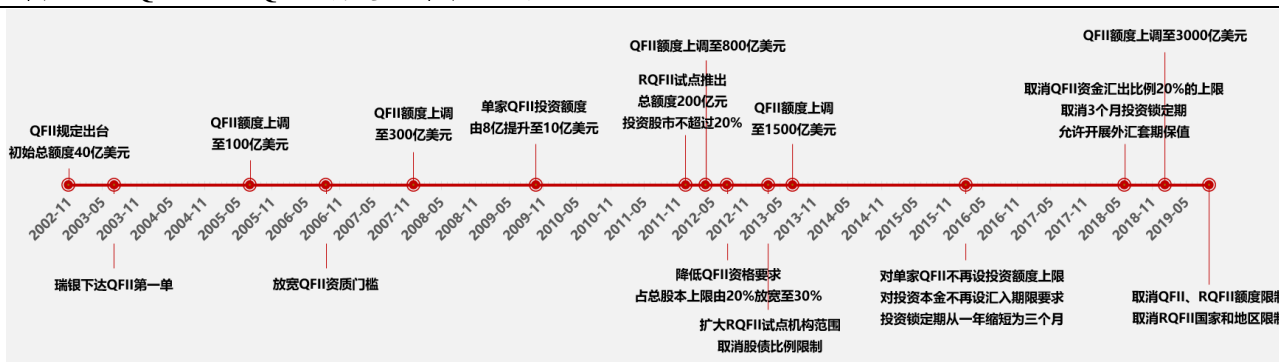 QFII规定出台
初始总额度40亿美元
QFII额度上调
至100亿美元
QFII额度上调
至300亿美元
单家QFII投资额度
由8亿提升至10亿美元
QFII额度上调至800亿美元
RQFII试点推出
总额度200亿元
投资股市不超过20%
QFII额度上调
至1500亿美元
QFII额度上调至3000亿美元
取消QFII资金汇出比例20%的上限
取消3个月投资锁定期
允许开展外汇套期保值
2002-11
2003-05
2003-11
2004-05
2004-11
2005-05
2005-11
2006-05
2006-11
2007-05
2007-11
2008-05
2008-11
2009-05
2009-11
2010-05
2010-11
2011-05
2011-11
2012-05
2012-11
2013-05
2013-11
2014-05
2014-11
2015-05
2015-11
2016-05
2016-11
2017-05
2017-11
2018-05
2018-11
2019-05
瑞银下达QFII第一单
放宽QFII资质门槛
降低QFII资格要求
占总股本上限由20%放宽至30%
扩大RQFII试点机构范围
取消股债比例限制
对单家QFII不再设投资额度上限
对投资本金不再设汇入期限要求
投资锁定期从一年缩短为三个月
取消QFII、RQFII额度限制
取消RQFII国家和地区限制